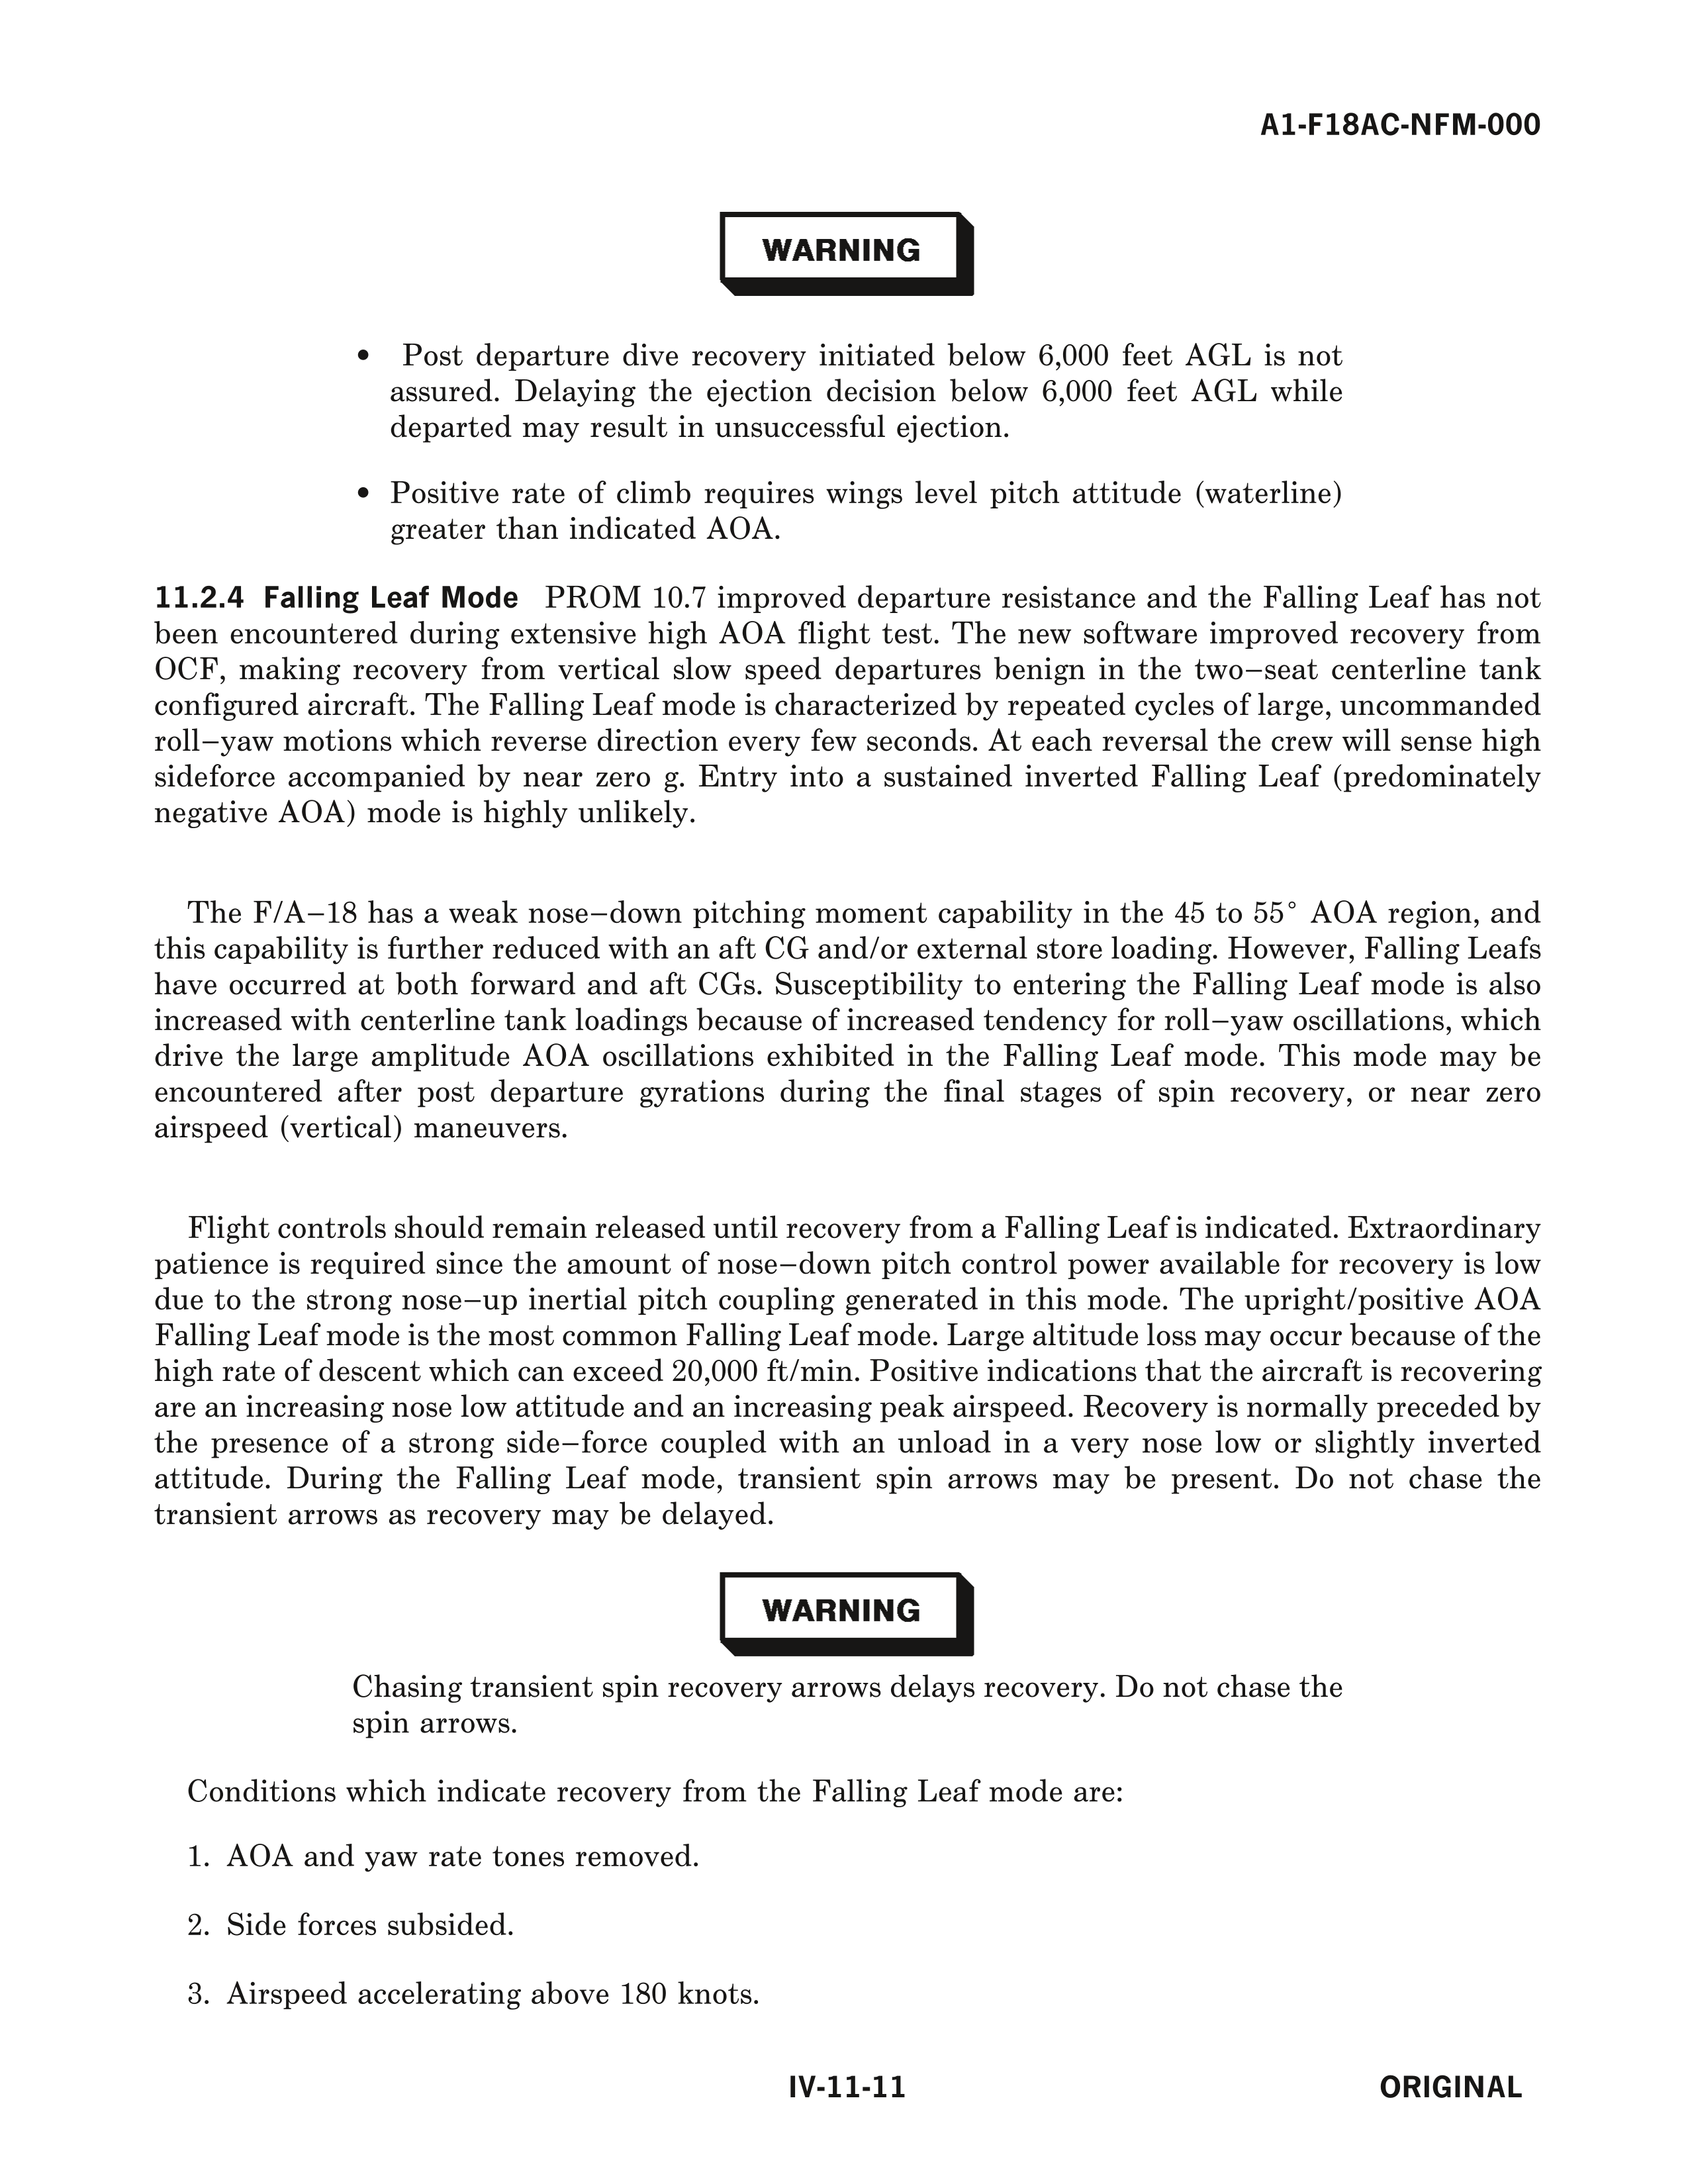 A1-F18AC-NFM-000
WARNING
• Post departure dive recovery initiated below 6,000 feet AGL is not
assured. Delaying the ejection decision below 6,000 feet AGL while
departed may result in unsuccessful ejection.
• Positive rate of climb requires wings level pitch attitude (waterline)
greater than indicated AOA.
11.2.4 Falling Leaf Mode PROM 10.7 improved departure resistance and the Falling Leaf has not
been encountered during extensive high AOA flight test. The new software improved recovery from
OCF, making recovery from vertical slow speed departures benign in the two−seat centerline tank
configured aircraft. The Falling Leaf mode is characterized by repeated cycles of large, uncommanded
roll−yaw motions which reverse direction every few seconds. At each reversal the crew will sense high
sideforce accompanied by near zero g. Entry into a sustained inverted Falling Leaf (predominately
negative AOA) mode is highly unlikely.
The F/A−18 has a weak nose−down pitching moment capability in the 45 to 55° AOA region, and
this capability is further reduced with an aft CG and/or external store loading. However, Falling Leafs
have occurred at both forward and aft CGs. Susceptibility to entering the Falling Leaf mode is also
increased with centerline tank loadings because of increased tendency for roll−yaw oscillations, which
drive the large amplitude AOA oscillations exhibited in the Falling Leaf mode. This mode may be
encountered after post departure gyrations during the final stages of spin recovery, or near zero
airspeed (vertical) maneuvers.
Flight controls should remain released until recovery from a Falling Leaf is indicated. Extraordinary
patience is required since the amount of nose−down pitch control power available for recovery is low
due to the strong nose−up inertial pitch coupling generated in this mode. The upright/positive AOA
Falling Leaf mode is the most common Falling Leaf mode. Large altitude loss may occur because of the
high rate of descent which can exceed 20,000 ft/min. Positive indications that the aircraft is recovering
are an increasing nose low attitude and an increasing peak airspeed. Recovery is normally preceded by
the presence of a strong side−force coupled with an unload in a very nose low or slightly inverted
attitude. During the Falling Leaf mode, transient spin arrows may be present. Do not chase the
transient arrows as recovery may be delayed.
WARNING
Chasing transient spin recovery arrows delays recovery. Do not chase the
spin arrows.
Conditions which indicate recovery from the Falling Leaf mode are:
1. AOA and yaw rate tones removed.
2. Side forces subsided.
3. Airspeed accelerating above 180 knots.
IV-11-11
ORIGINAL